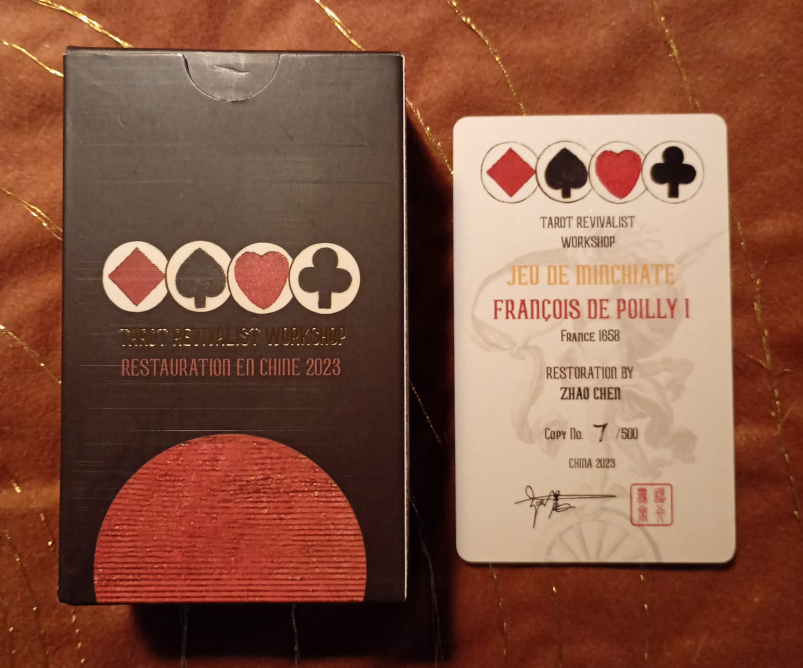 TAROT REVIVALIST WORKSHOP
RESTAURATION EN CHINE 2023
TAROT REVIVALIST
WORKSHOP
JEU DE MINCHIATE
FRANÇOIS DE POILLY I
FRANCE 1658
RESTORATION BY
ZHAO CHEN
COPY NO. 7 /500
CHINA 2023